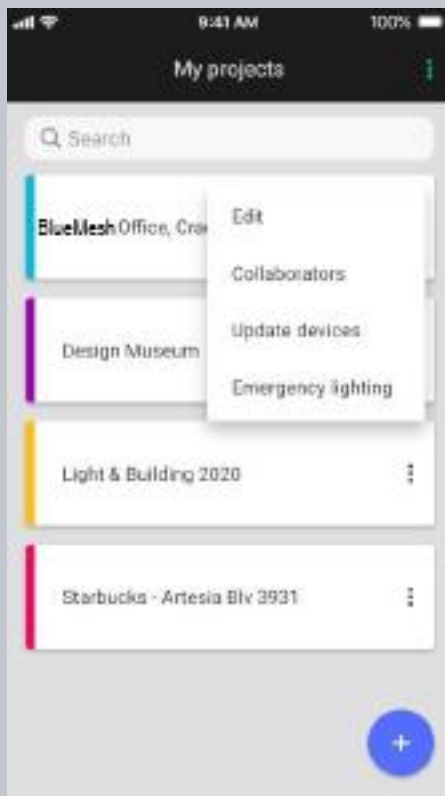 9:41 AM 100%
My projects
Search
BlueMesh Office, Cra
Edit
Collaborators
Design Museum
Update devices
Emergency lighting
Light & Building 2020
Starbucks - Artesia Blv 3931
+